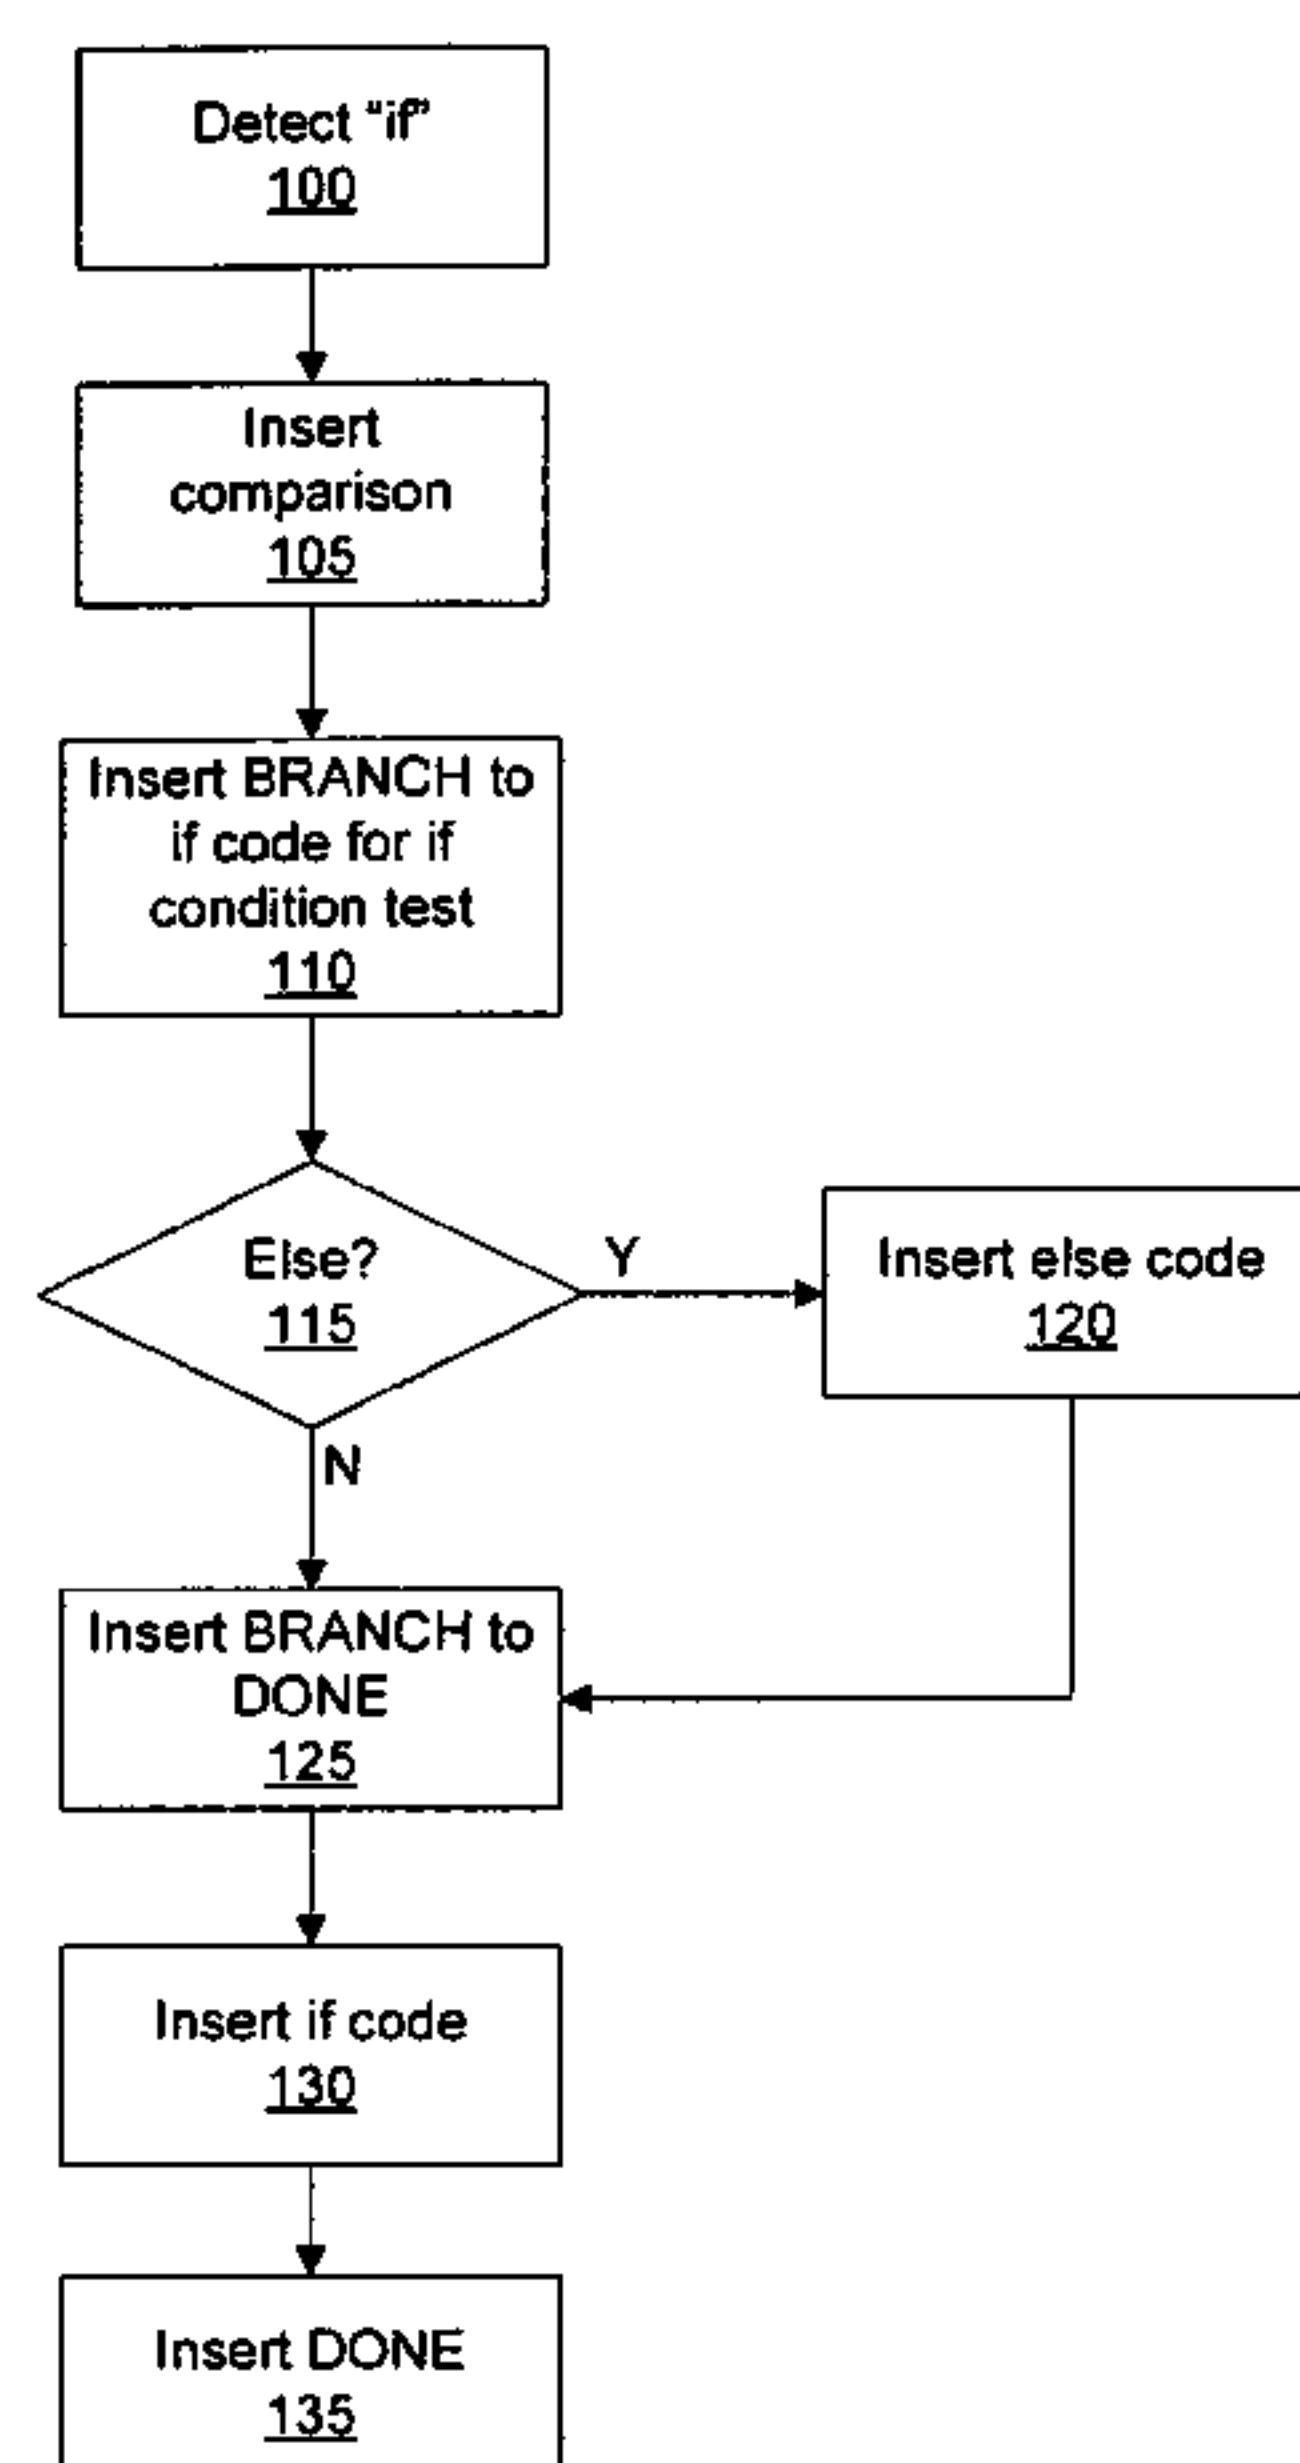 Detect “if”
100
Insert
comparison
105
Insert BRANCH to
if code for if
condition test
110
Else?
115
Y
Insert else code
120
N
Insert BRANCH to
DONE
125
Insert if code
130
Insert DONE
135